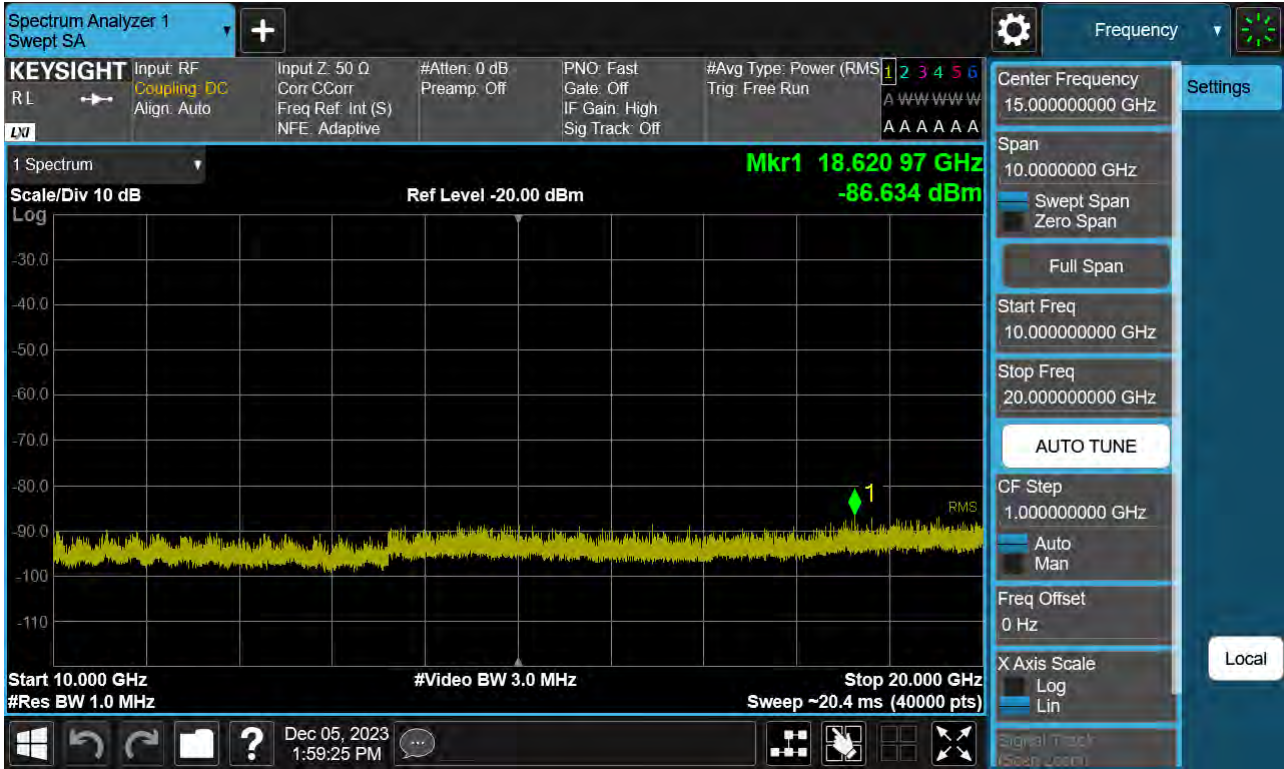 Spectrum Analyzer 1
Swept SA
+
Frequency
KEYSIGHT
R L
LXI
Input: RF
Coupling: DC
Align: Auto
Input Z: 50 Ω
Corr CCorr
Freq Ref: Int (S)
NFE: Adaptive
#Atten: 0 dB
Preamp: Off
PNO: Fast
Gate: Off
IF Gain: High
Sig Track: Off
#Avg Type: Power (RMS
Trig: Free Run
1 2 3 4 5 6
A W W W W W
A A A A A A
1 Spectrum
Scale/Div 10 dB
Ref Level -20.00 dBm
Mkr1 18.620 97 GHz
-86.634 dBm
Log
-30.0
-40.0
-50.0
-60.0
-70.0
-80.0
-90.0
-100
-110
1
RMS
Start 10.000 GHz
#Res BW 1.0 MHz
#Video BW 3.0 MHz
Stop 20.000 GHz
Sweep ~20.4 ms (40000 pts)
Center Frequency
15.000000000 GHz
Span
10.0000000 GHz
Swept Span
Zero Span
Full Span
Start Freq
10.000000000 GHz
Stop Freq
20.000000000 GHz
AUTO TUNE
CF Step
1.000000000 GHz
Auto
Man
Freq Offset
0 Hz
X Axis Scale
Log
Lin
Signal Track
(Span Zoom)
Settings
Local
?
Dec 05, 2023
1:59:25 PM